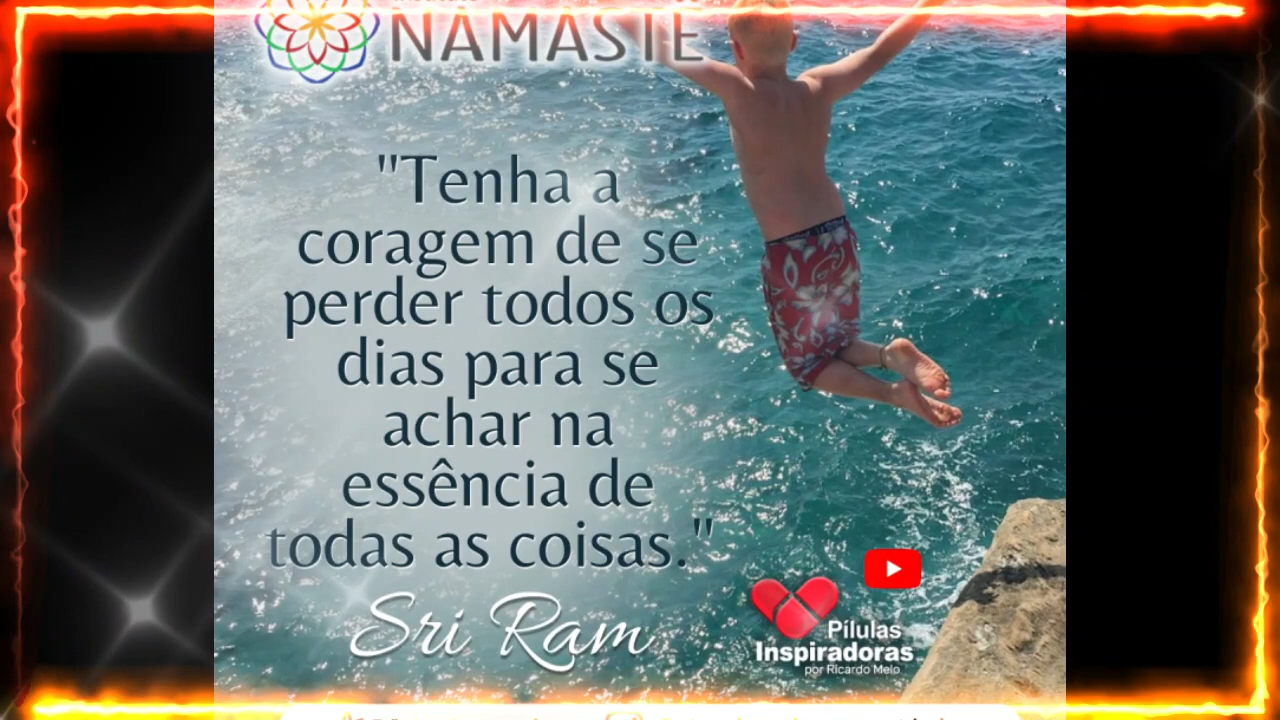 NAMASTÊ
"Tenha a
coragem de se
perder todos os
dias para se
achar na
essência de
todas as coisas."
Sri Ram
Pílulas
Inspiradoras
por Ricardo Melo